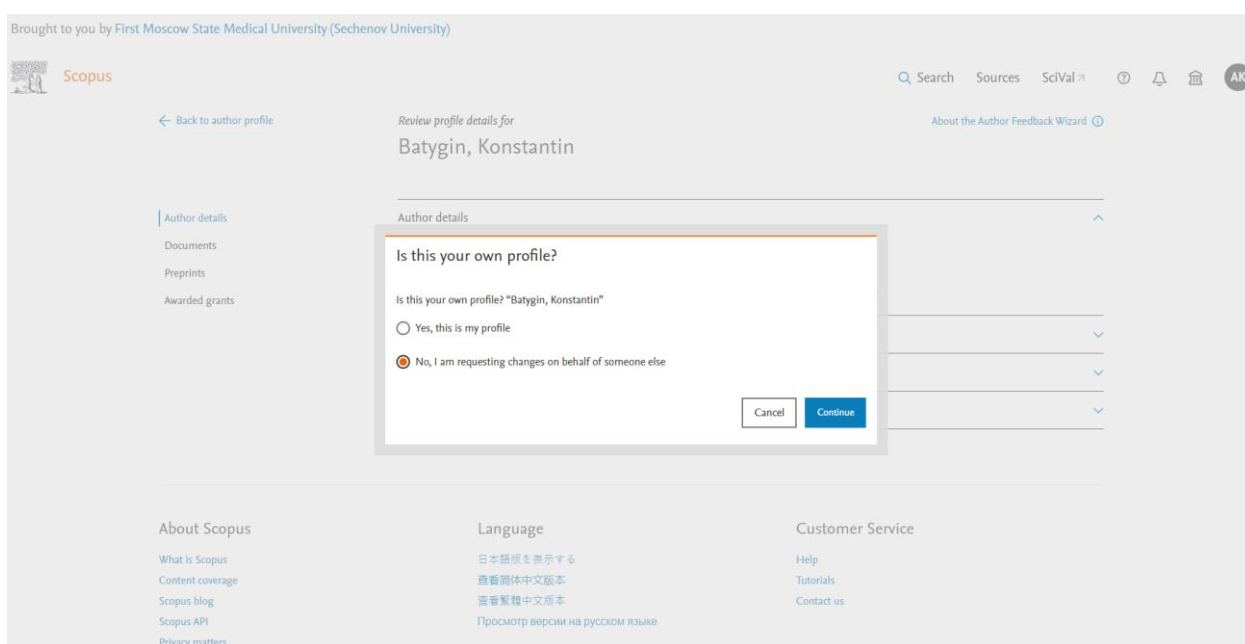 Brought to you by First Moscow State Medical University (Sechenov University)
Scopus
Search Sources SciVal
AK
Back to author profile
Review profile details for
About the Author Feedback Wizard
Batygin, Konstantin
Author details
Documents
Preprints
Awarded grants
Author details
Is this your own profile?
Is this your own profile? “Batygin, Konstantin”
Yes, this is my profile
No, I am requesting changes on behalf of someone else
Cancel Continue
About Scopus
What is Scopus
Content coverage
Scopus blog
Scopus API
Privacy matters
Language
日本語版を表示する
查看简体中文版本
查看繁體中文版本
Просмотр версии на русском языке
Customer Service
Help
Tutorials
Contact us